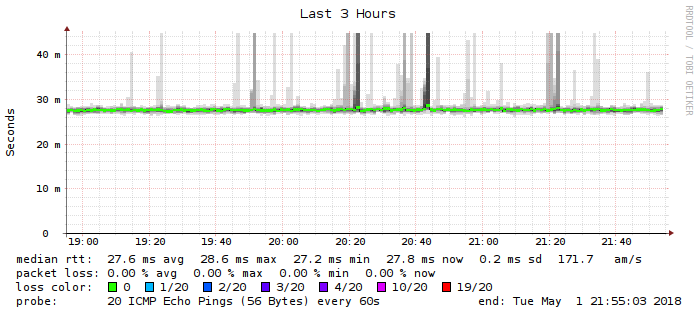 Last 3 Hours
RRDTOOL / TOBI OETIKER
Seconds
40 m
30 m
20 m
10 m
0
19:00 19:20 19:40 20:00 20:20 20:40 21:00 21:20 21:40
median rtt: 27.6 ms avg 28.6 ms max 27.2 ms min 27.8 ms now 0.2 ms sd 171.7 am/s
packet loss: 0.00 % avg 0.00 % max 0.00 % min 0.00 % now
loss color: 0 1/20 2/20 3/20 4/20 10/20 19/20
probe: 20 ICMP Echo Pings (56 Bytes) every 60s end: Tue May 1 21:55:03 2018